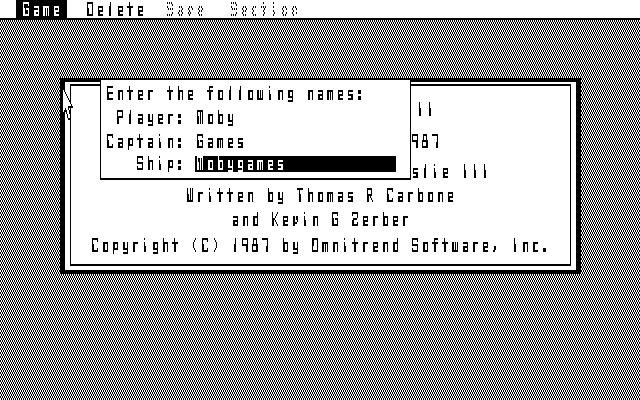 Game Delete Save Section
Enter the following names:
Player: Moby
Captain: Games
Ship: Mobygames
II
987
slie III
Written by Thomas R Carbone
and Kevin G Zerber
Copyright (C) 1987 by Omnitrend Software, Inc.